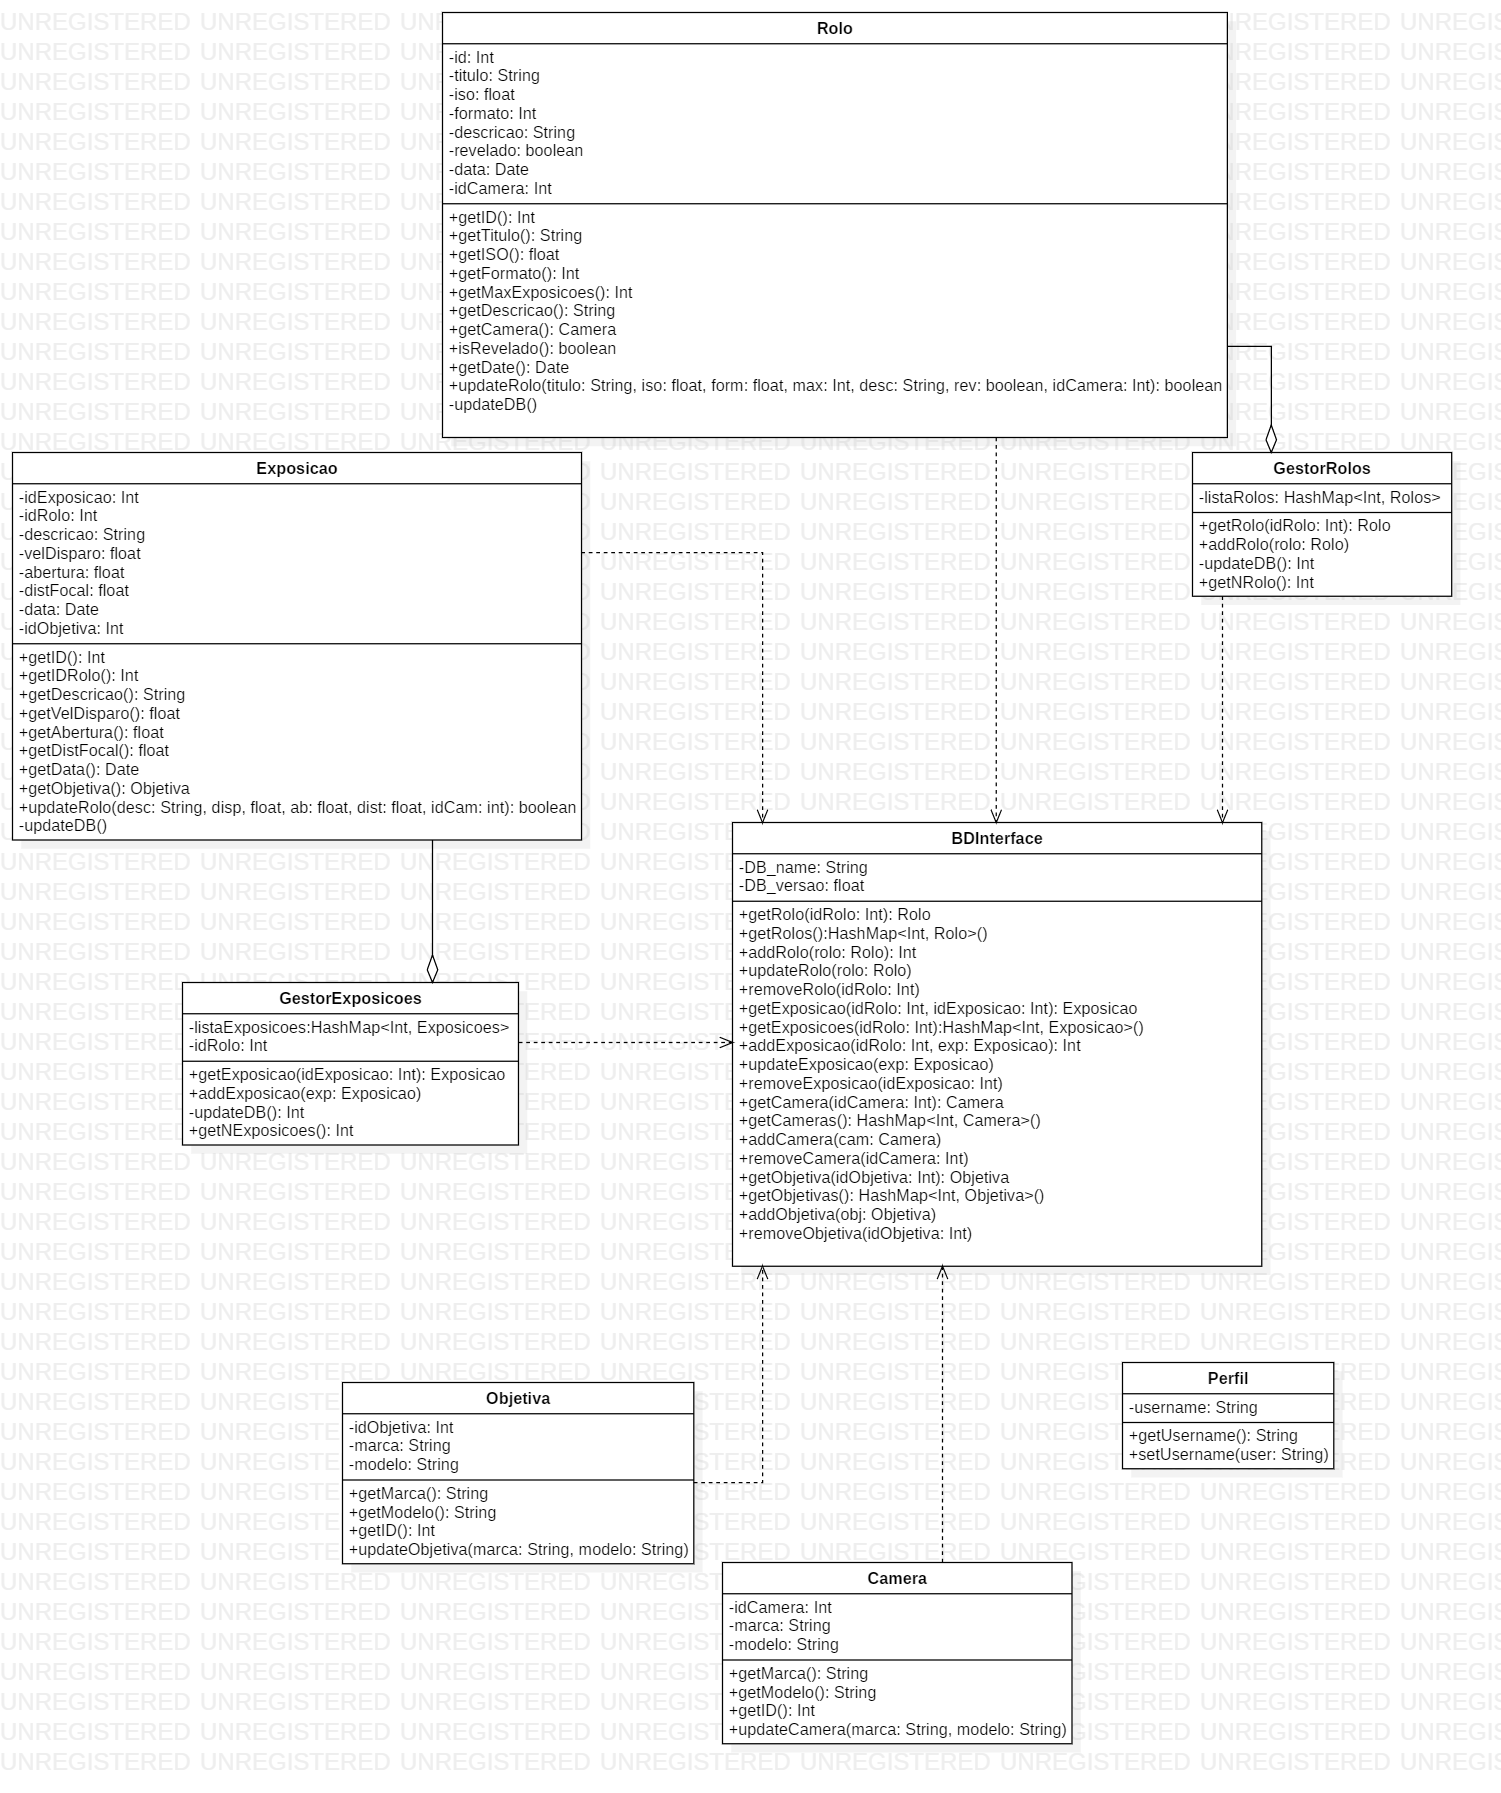 Rolo
-id: Int
-titulo: String
-iso: float
-formato: Int
-descricao: String
-revelado: boolean
-data: Date
-idCamera: Int
+getID(): Int
+getTitulo(): String
+getISO(): float
+getFormato(): Int
+getMaxExposicoes(): Int
+getDescricao(): String
+getCamera(): Camera
+isRevelado(): boolean
+getDate(): Date
+updateRolo(titulo: String, iso: float, form: float, max: Int, desc: String, rev: boolean, idCamera: Int): boolean
-updateDB()
Exposicao
-idExposicao: Int
-idRolo: Int
-descricao: String
-velDisparo: float
-abertura: float
-distFocal: float
-data: Date
-idObjetiva: Int
+getID(): Int
+getIDRolo(): Int
+getDescricao(): String
+getVelDisparo(): float
+getAbertura(): float
+getDistFocal(): float
+getData(): Date
+getObjetiva(): Objetiva
+updateRolo(desc: String, disp, float, ab: float, dist: float, idCam: int): boolean
-updateDB()
GestorRolos
-listaRolos: HashMap<Int, Rolos>
+getRolo(idRolo: Int): Rolo
+addRolo(rolo: Rolo)
-updateDB(): Int
+getNRolo(): Int
BDInterface
-DB_name: String
-DB_versao: float
+getRolo(idRolo: Int): Rolo
+getRolos():HashMap<Int, Rolo>()
+addRolo(rolo: Rolo): Int
+updateRolo(rolo: Rolo)
+removeRolo(idRolo: Int)
+getExposicao(idRolo: Int, idExposicao: Int): Exposicao
+getExposicoes(idRolo: Int):HashMap<Int, Exposicao>()
+addExposicao(idRolo: Int, exp: Exposicao): Int
+updateExposicao(exp: Exposicao)
+removeExposicao(idExposicao: Int)
+getCamera(idCamera: Int): Camera
+getCameras(): HashMap<Int, Camera>()
+addCamera(cam: Camera)
+removeCamera(idCamera: Int)
+getObjetiva(idObjetiva: Int): Objetiva
+getObjetivas(): HashMap<Int, Objetiva>()
+addObjetiva(obj: Objetiva)
+removeObjetiva(idObjetiva: Int)
GestorExposicoes
-listaExposicoes:HashMap<Int, Exposicoes>
-idRolo: Int
+getExposicao(idExposicao: Int): Exposicao
+addExposicao(exp: Exposicao)
-updateDB(): Int
+getNExposicoes(): Int
Objetiva
-idObjetiva: Int
-marca: String
-modelo: String
+getMarca(): String
+getModelo(): String
+getID(): Int
+updateObjetiva(marca: String, modelo: String)
Perfil
-username: String
+getUsername(): String
+setUsername(user: String)
Camera
-idCamera: Int
-marca: String
-modelo: String
+getMarca(): String
+getModelo(): String
+getID(): Int
+updateCamera(marca: String, modelo: String)
UNREGISTERED